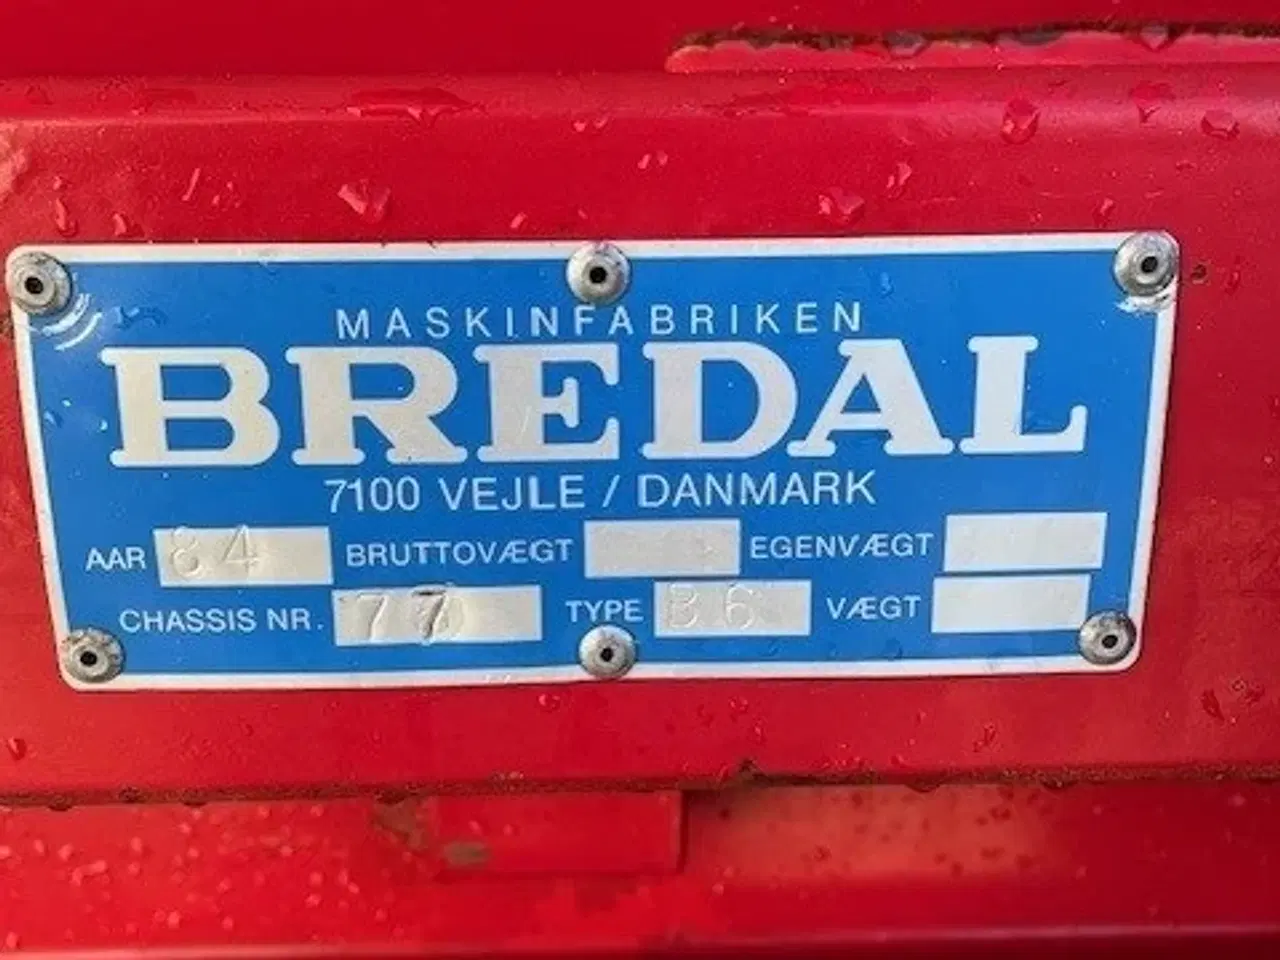 MASKINFABRIKEN
BREDAL
7100 VEJLE / DANMARK
AAR 84 BRUTTOVÆGT EGENVÆGT
CHASSIS NR. 77 TYPE B6 VÆGT